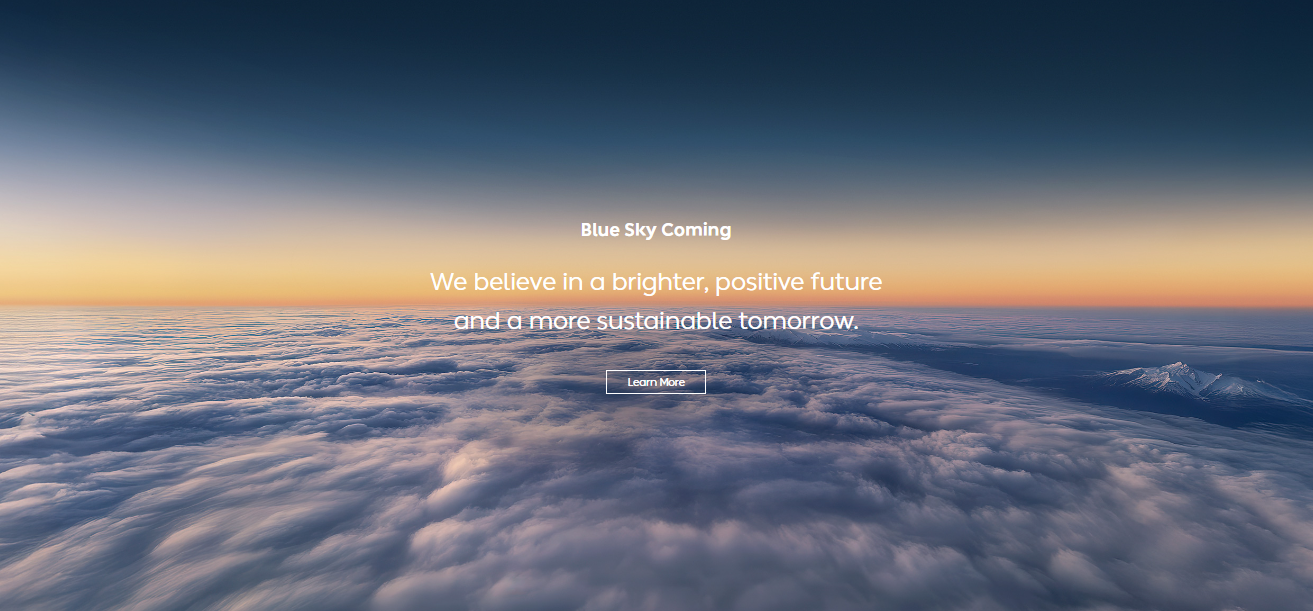 Blue Sky Coming
We believe in a brighter, positive future
and a more sustainable tomorrow.
Learn More